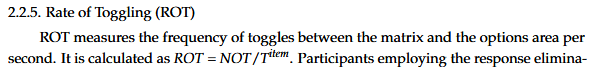 2.2.5. Rate of Toggling (ROT)
ROT measures the frequency of toggles between the matrix and the options area per
second. It is calculated as ROT = NOT/T^item. Participants employing the response elimina-